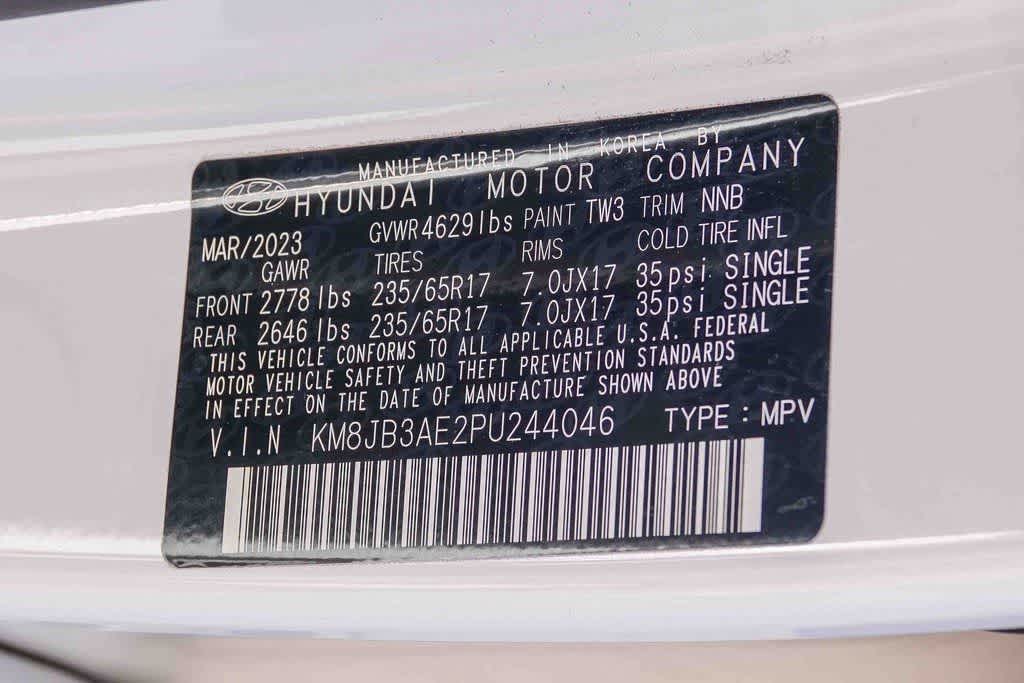 MANUFACTURED IN KOREA BY
HYUNDAI MOTOR COMPANY
MAR/2023 GVWR 4629 lbs PAINT TW3 TRIM NNB
GAWR TIRES RIMS COLD TIRE INFL
FRONT 2778 lbs 235/65R17 7.0JX17 35psi SINGLE
REAR 2646 lbs 235/65R17 7.0JX17 35psi SINGLE
THIS VEHICLE CONFORMS TO ALL APPLICABLE U.S.A. FEDERAL
MOTOR VEHICLE SAFETY AND THEFT PREVENTION STANDARDS
IN EFFECT ON THE DATE OF MANUFACTURE SHOWN ABOVE
V.I.N KM8JB3AE2PU244046 TYPE : MPV